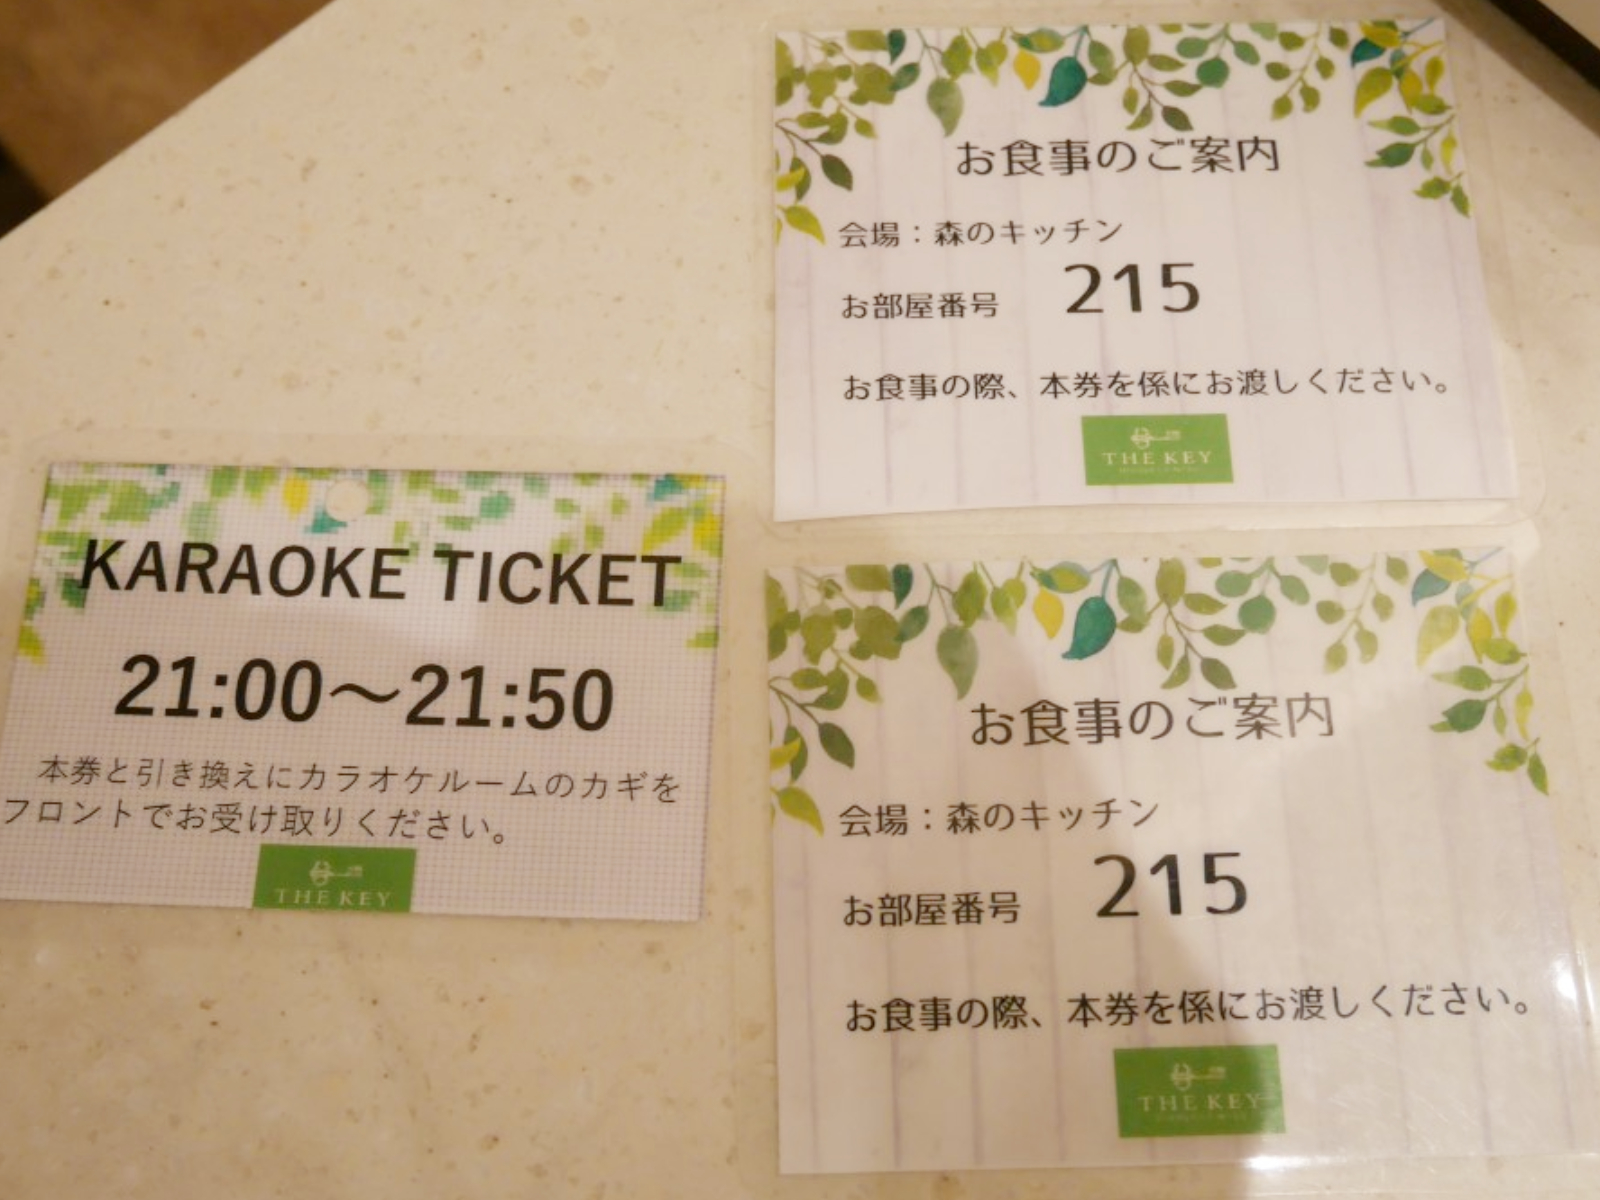 お食事のご案内
会場：森のキッチン
お部屋番号 215
お食事の際、本券を係にお渡しください。
THE KEY
KARAOKE TICKET
21:00～21:50
本券と引き換えにカラオケルームのカギを
フロントでお受け取りください。
THE KEY
お食事のご案内
会場：森のキッチン
お部屋番号 215
お食事の際、本券を係にお渡しください。
THE KEY